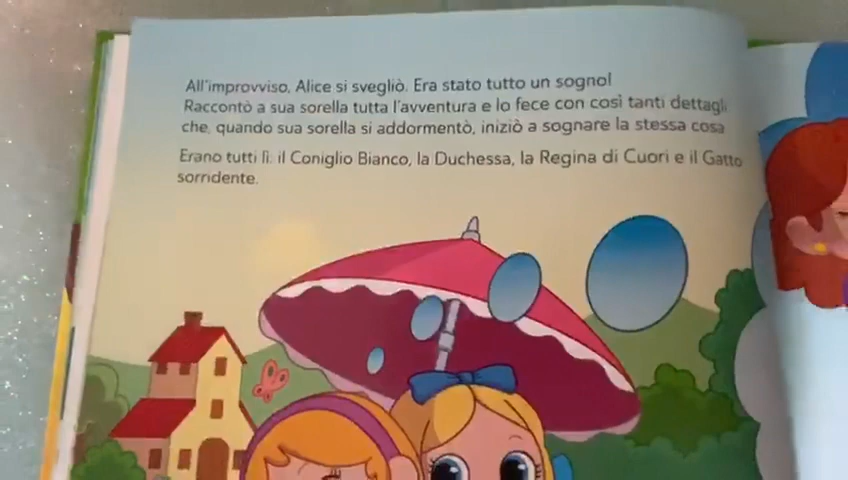 All'improvviso, Alice si svegliò. Era stato tutto un sogno!
Raccontò a sua sorella tutta l'avventura e lo fece con così tanti dettagli
che, quando sua sorella si addormentò, iniziò a sognare la stessa cosa
Erano tutti lì: il Coniglio Bianco, la Duchessa, la Regina di Cuori e il Gatto
sorridente.